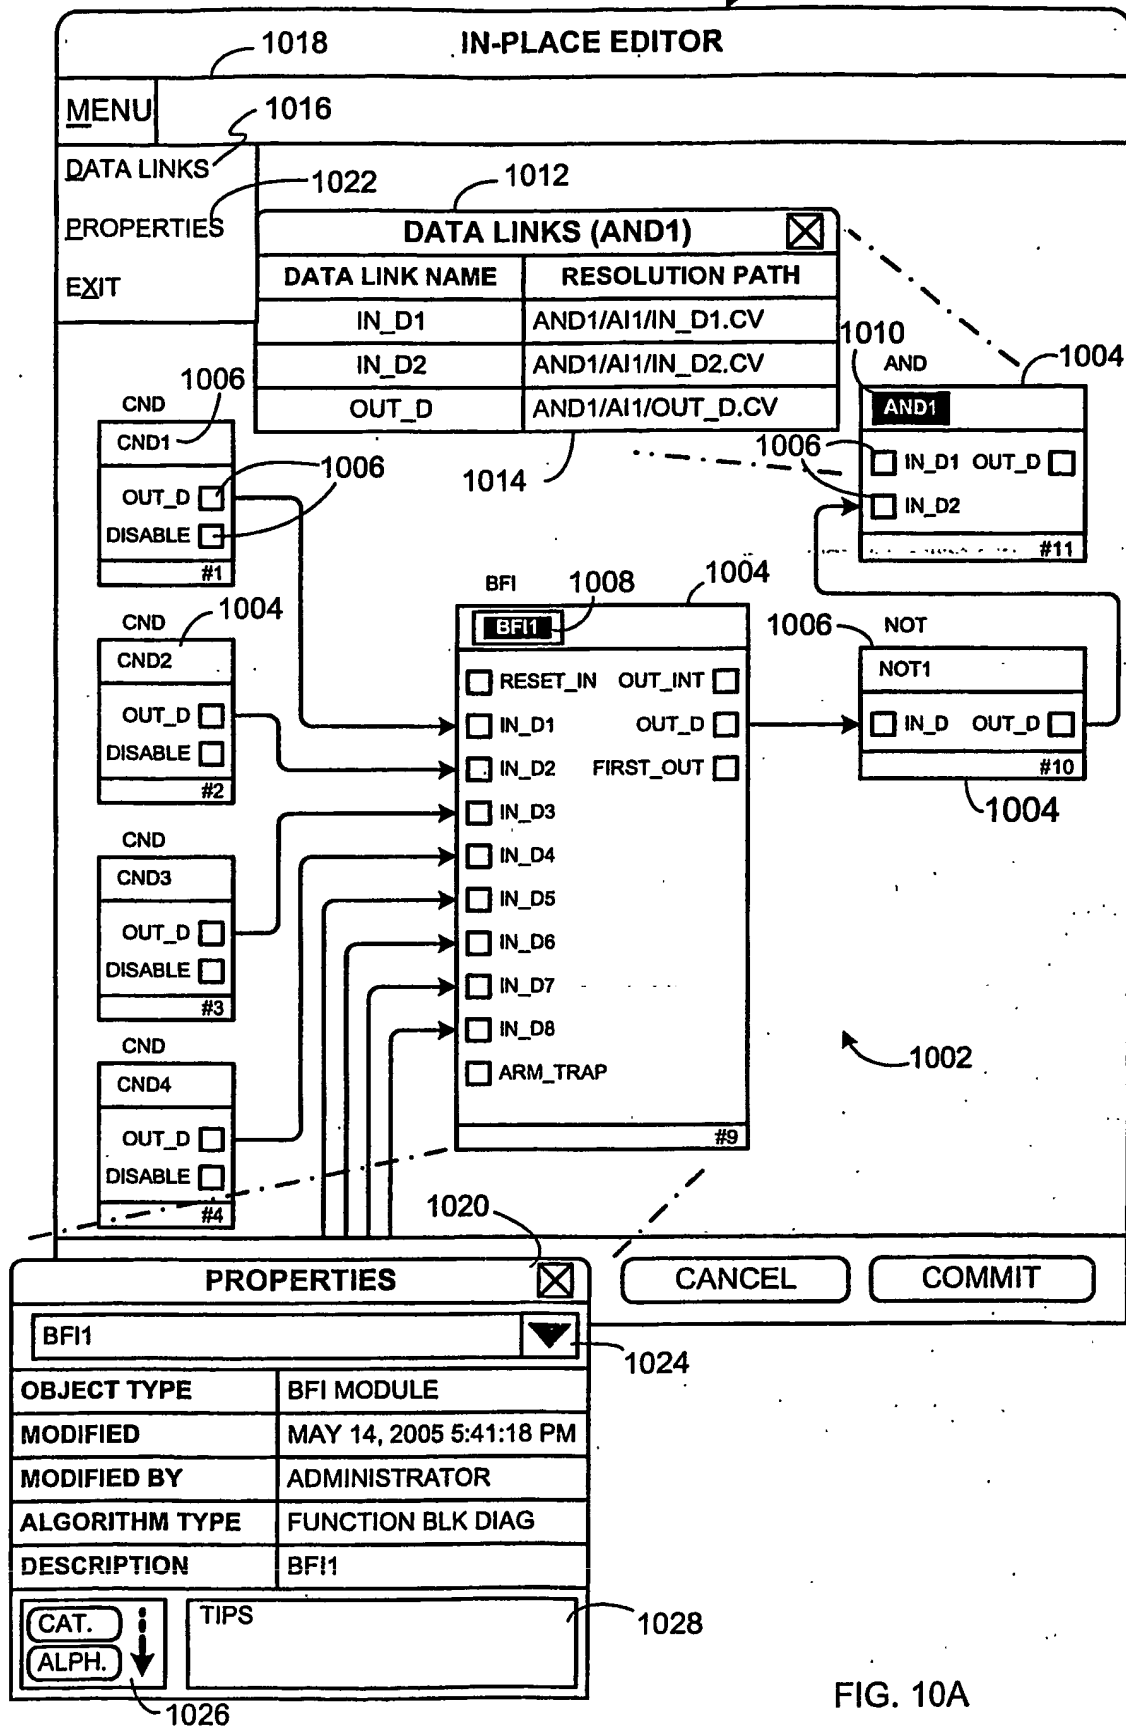 IN-PLACE EDITOR
1018
MENU
1016
DATA LINKS
1022
PROPERTIES
EXIT
1012
DATA LINKS (AND1)
DATA LINK NAME RESOLUTION PATH
IN_D1 AND1/AI1/IN_D1.CV
IN_D2 AND1/AI1/IN_D2.CV
OUT_D AND1/AI1/OUT_D.CV
1014
1010
AND
1004
AND1
1006
IN_D1 OUT_D
IN_D2
#11
1006
CND
CND1
1006
OUT_D
DISABLE
#1
CND
1004
CND2
OUT_D
DISABLE
#2
CND
CND3
OUT_D
DISABLE
#3
CND
CND4
OUT_D
DISABLE
#4
BFI
1008
1004
BFI1
RESET_IN OUT_INT
IN_D1 OUT_D
IN_D2 FIRST_OUT
IN_D3
IN_D4
IN_D5
IN_D6
IN_D7
IN_D8
ARM_TRAP
#9
1006
NOT
NOT1
IN_D OUT_D
#10
1004
1002
1020
PROPERTIES
BFI1
1024
OBJECT TYPE BFI MODULE
MODIFIED MAY 14, 2005 5:41:18 PM
MODIFIED BY ADMINISTRATOR
ALGORITHM TYPE FUNCTION BLK DIAG
DESCRIPTION BFI1
CAT.
ALPH.
1026
TIPS
1028
CANCEL
COMMIT
FIG. 10A